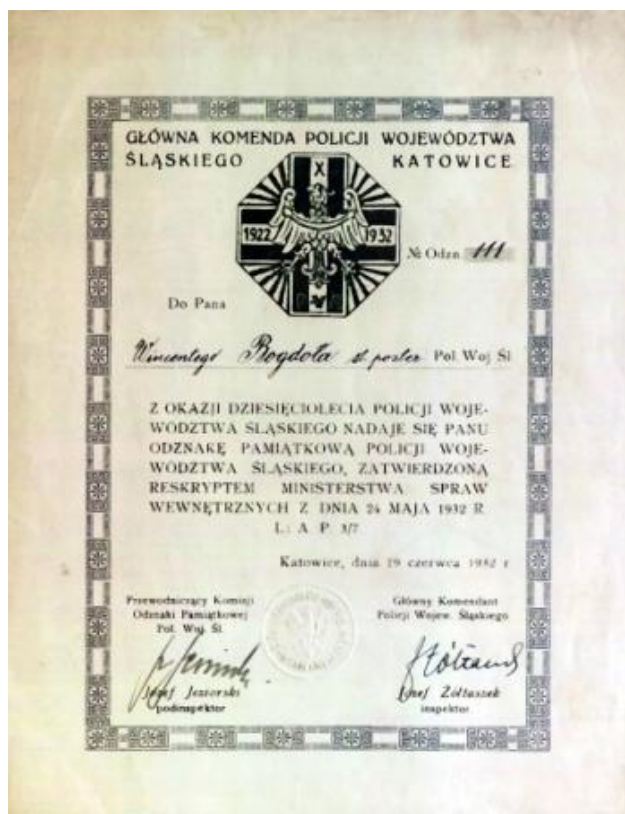 GŁÓWNA KOMENDA POLICJI WOJEWÓDZTWA
ŚLĄSKIEGO KATOWICE
X
1922 1932
№ Odzn. 111
Do Pana
Wincentego Bogdoła st. poster. Pol. Woj. Śl.
Z OKAZJI DZIESIĘCIOLECIA POLICJI WOJE-
WÓDZTWA ŚLĄSKIEGO NADAJE SIĘ PANU
ODZNAKĘ PAMIĄTKOWĄ POLICJI WOJE-
WÓDZTWA ŚLĄSKIEGO, ZATWIERDZONĄ
RESKRYPTEM MINISTERSTWA SPRAW
WEWNĘTRZNYCH Z DNIA 24 MAJA 1932 R.
L: A P. 3/7
Katowice, dnia 19 czerwca 1932 r.
Przewodniczący Komisji
Odznaki Pamiątkowej
Pol. Woj. Śl.
Józef Jeziorski
podinspektor
Główny Komendant
Policji Wojew. Śląskiego
Józef Żółtaszek
inspektor